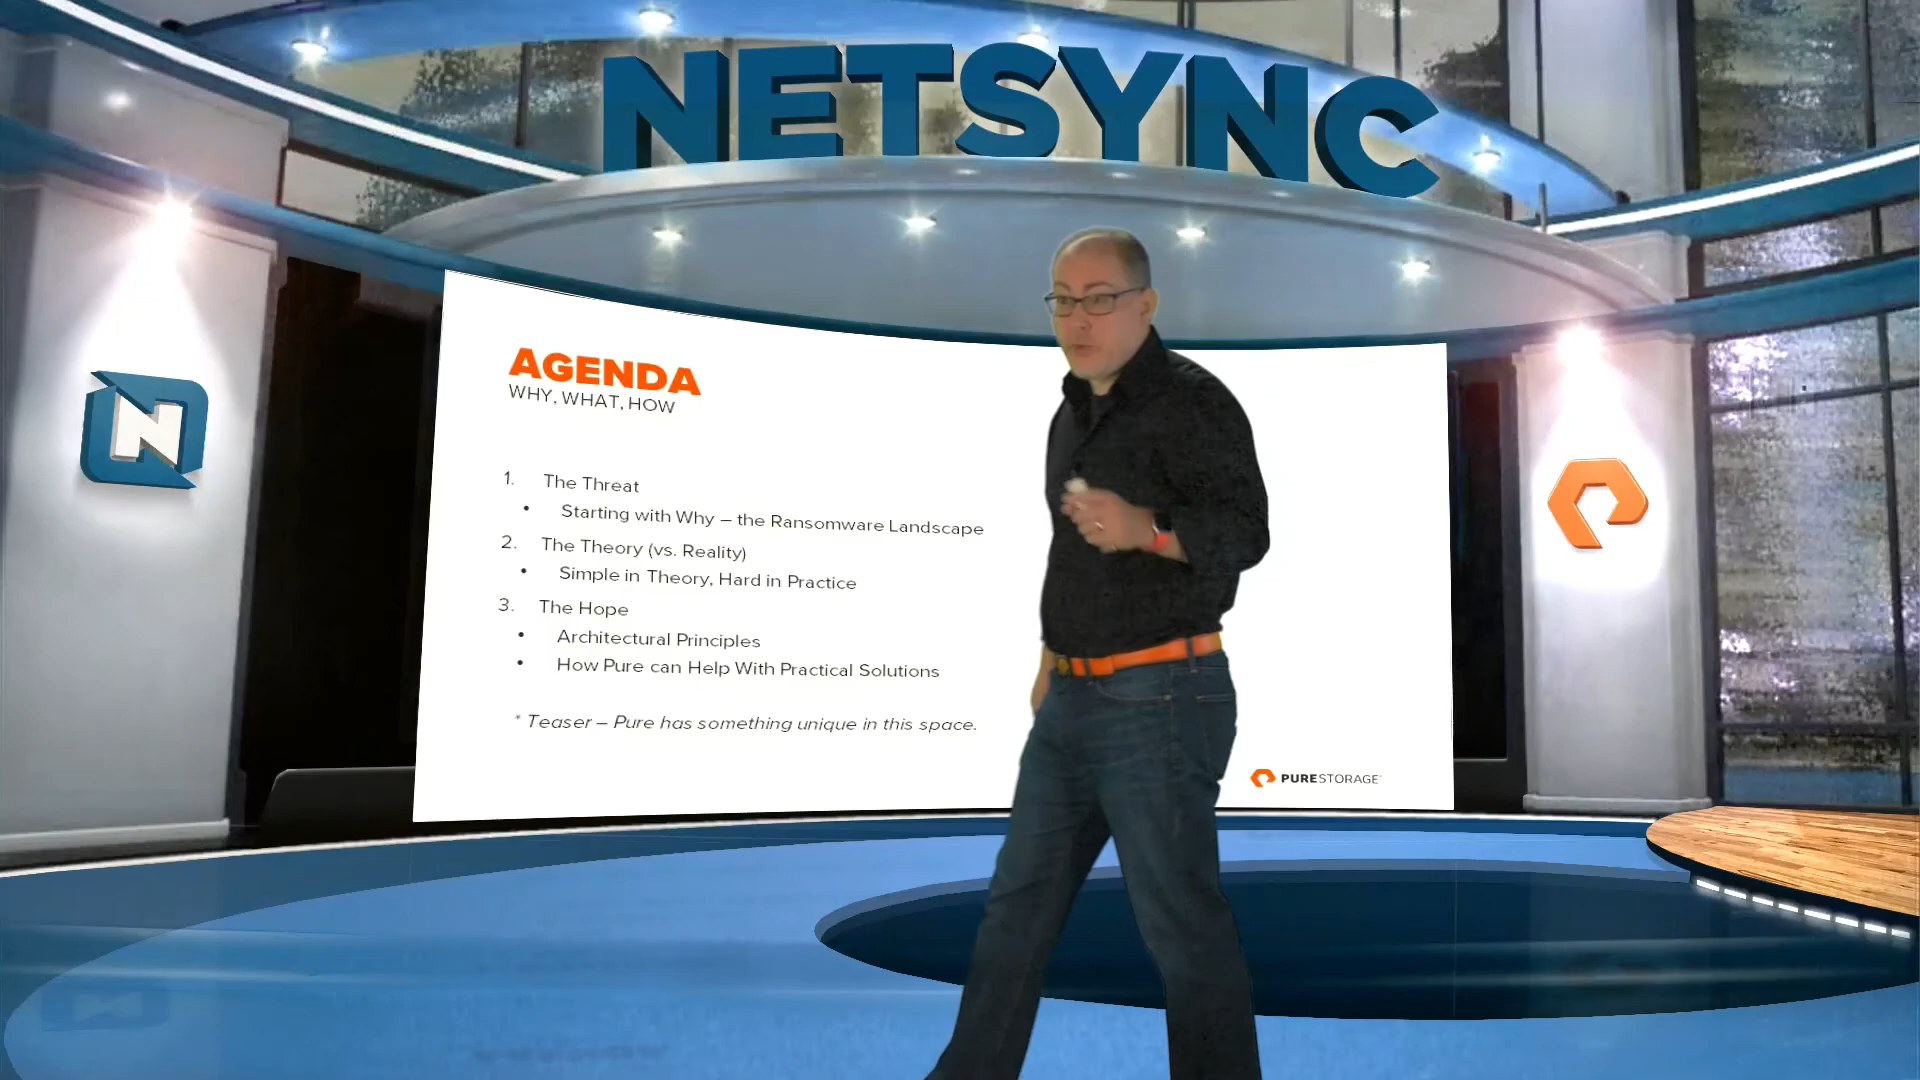 NETSYNC
N
AGENDA
WHY, WHAT, HOW
1. The Threat
• Starting with Why – the Ransomware Landscape
2. The Theory (vs. Reality)
• Simple in Theory, Hard in Practice
3. The Hope
• Architectural Principles
• How Pure can Help With Practical Solutions
* Teaser – Pure has something unique in this space.
PURESTORAGE